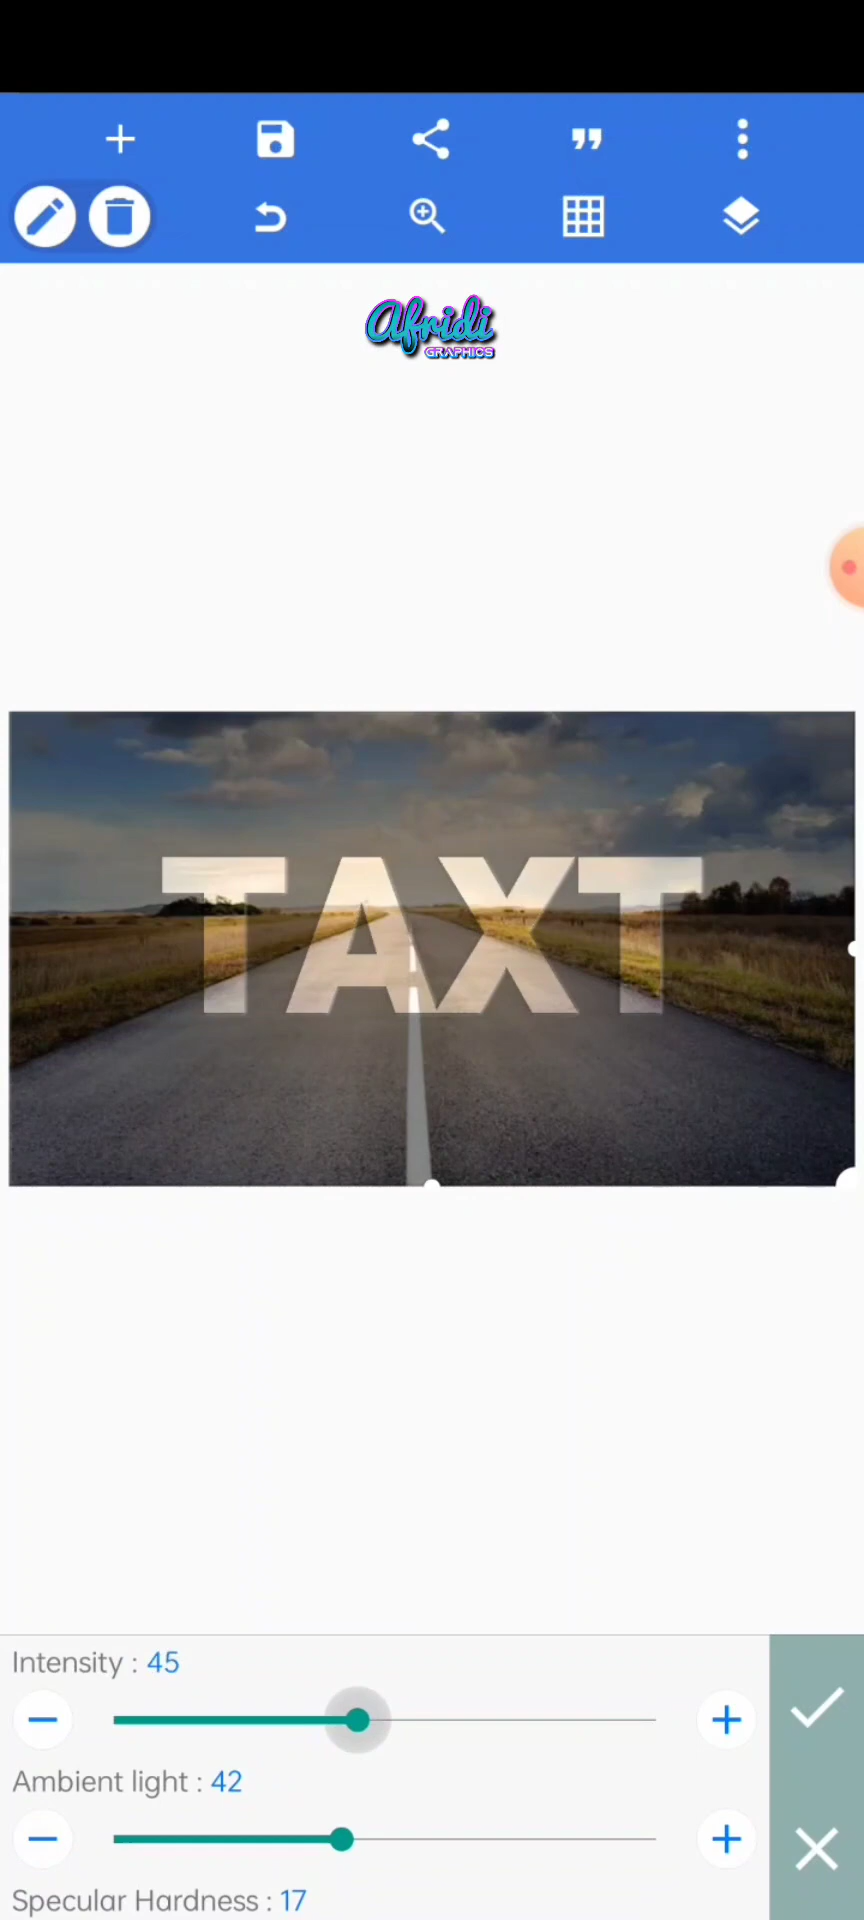 Afridi
GRAPHICS
TAXT
Intensity : 45
Ambient light : 42
Specular Hardness : 17